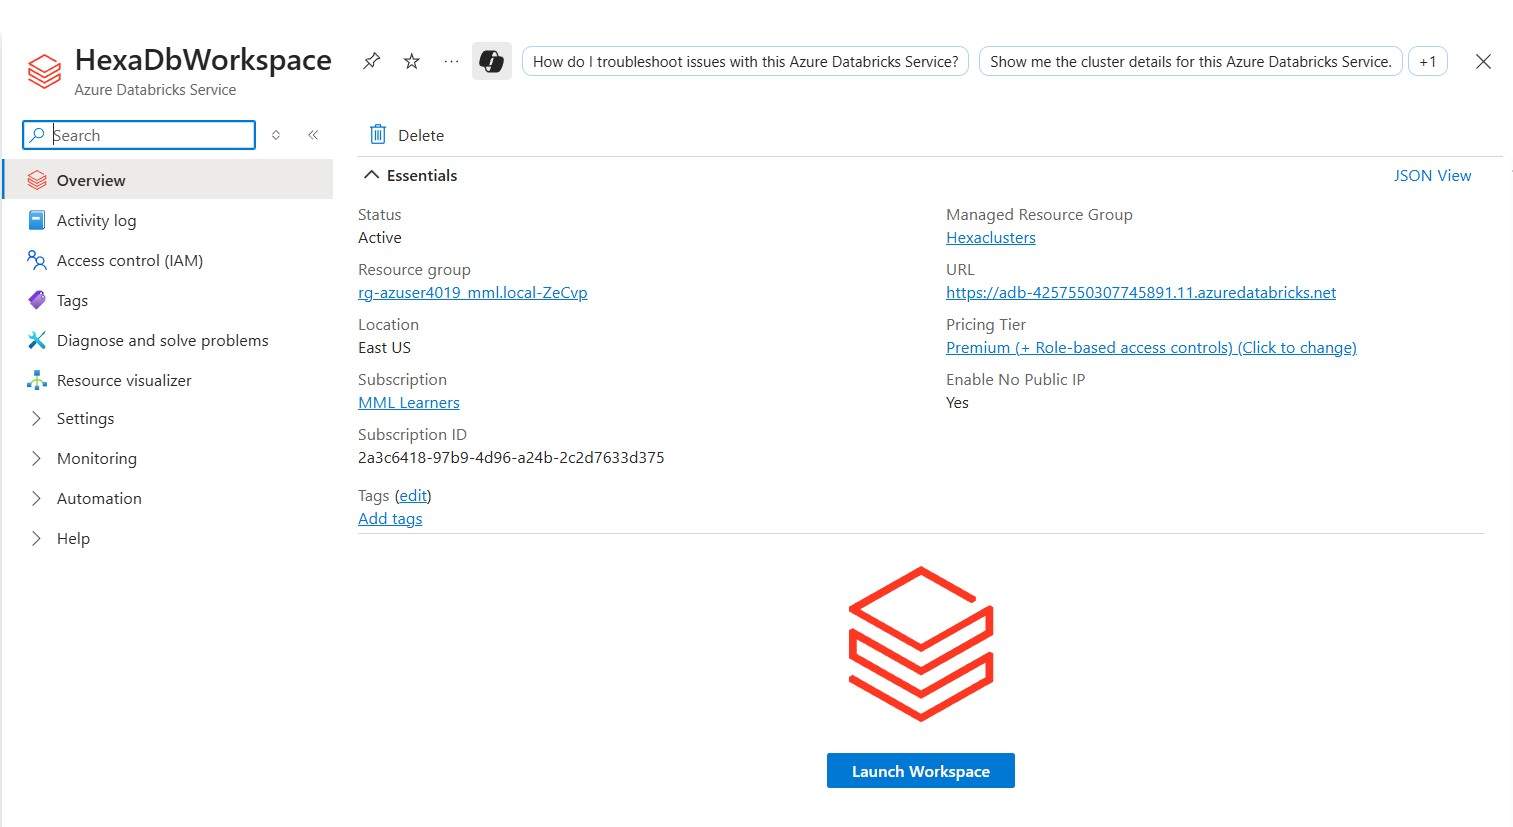 HexaDbWorkspace
Azure Databricks Service
How do I troubleshoot issues with this Azure Databricks Service?
Show me the cluster details for this Azure Databricks Service.
+1
Search
Overview
Activity log
Access control (IAM)
Tags
Diagnose and solve problems
Resource visualizer
Settings
Monitoring
Automation
Help
Delete
Essentials
JSON View
Status
Active
Resource group
rg-azuser4019_mml.local-ZeCvp
Location
East US
Subscription
MML Learners
Subscription ID
2a3c6418-97b9-4d96-a24b-2c2d7633d375
Managed Resource Group
Hexaclusters
URL
https://adb-4257550307745891.11.azuredatabricks.net
Pricing Tier
Premium (+ Role-based access controls) (Click to change)
Enable No Public IP
Yes
Tags (edit)
Add tags
Launch Workspace